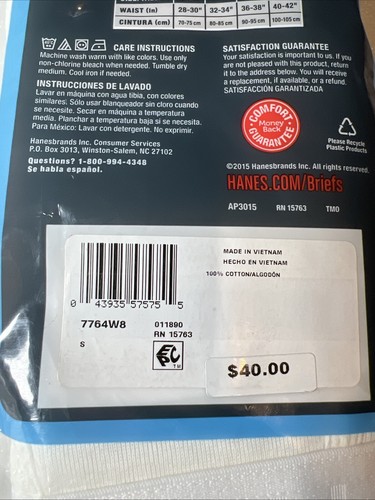 WAIST (in) 28-30" 32-34" 36-38" 40-42"
CINTURA (cm) 70-75 cm 80-85 cm 90-95 cm 100-105 cm
CARE INSTRUCTIONS
Machine wash warm with like colors. Use only
non-chlorine bleach when needed. Tumble dry
medium. Cool iron if needed.
INSTRUCCIONES DE LAVADO
Lavar en máquina con agua tibia, con colores
similares. Sólo usar blanqueador sin cloro cuando
se necesite. Secar en máquina a temperatura
media. Planchar a temperatura baja si se necesita.
Para México: Lavar con detergente. No exprimir.
Hanesbrands Inc. Consumer Services
P.O. Box 3013, Winston-Salem, NC 27102
Questions? 1-800-994-4348
Se habla español.
SATISFACTION GUARANTEE
Your satisfaction is important to us. If you
are not pleased with this product, return
it to the address below. You will receive
a replacement, if available, or a refund.
SATISFACCIÓN GARANTIZADA
COMFORT
Money
Back
GUARANTEE
Please Recycle
Plastic Products
©2015 Hanesbrands Inc. All rights reserved.
HANES.COM/Briefs
AP3015 RN 15763 TMO
MADE IN VIETNAM
HECHO EN VIETNAM
100% COTTON/ALGODÓN
0 43935 57575 5
7764W8 011890
RN 15763
S
EPC
TM
$40.00